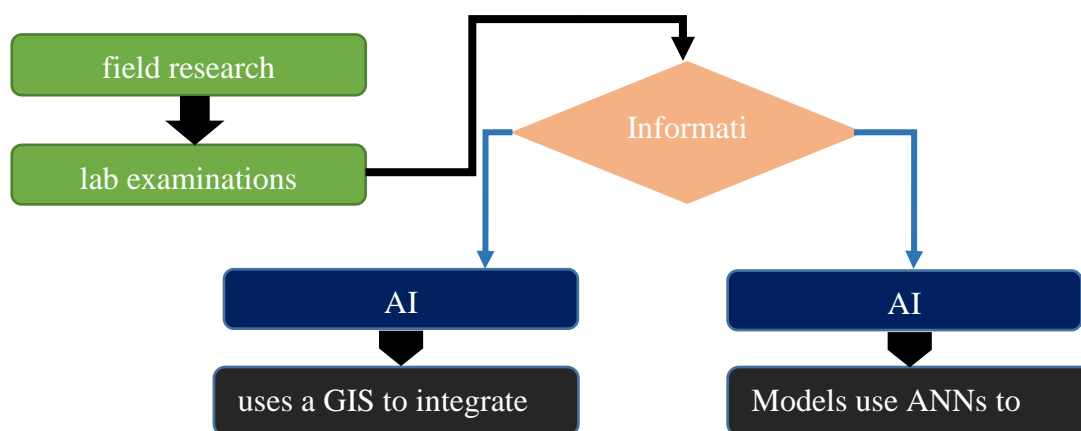 field research
lab examinations
Informati
AI
AI
uses a GIS to integrate
Models use ANNs to